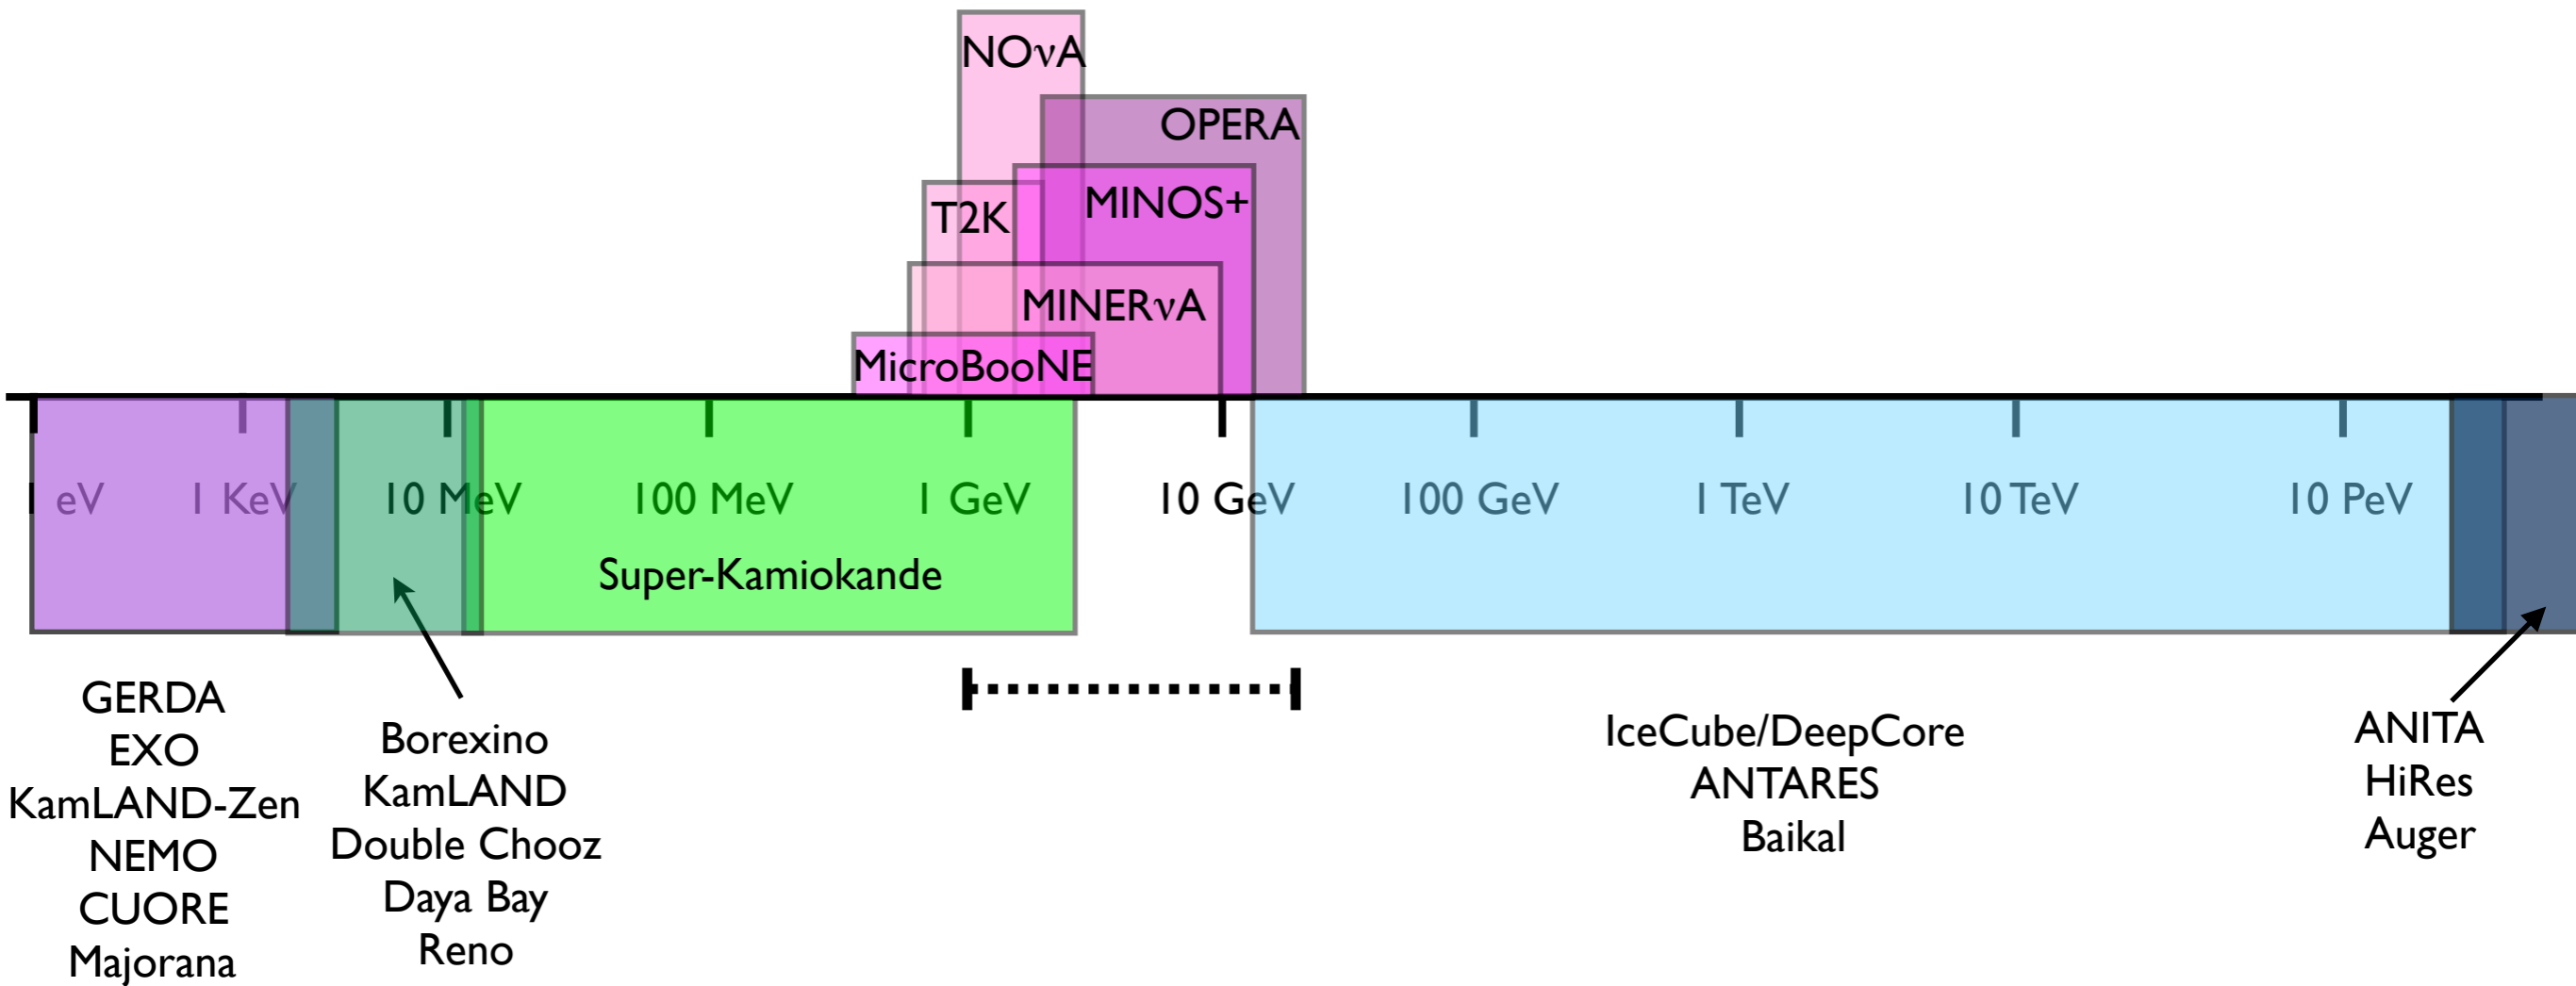 NOνA
OPERA
MINOS+
T2K
MINERνA
MicroBooNE
1 eV
1 KeV
10 MeV
100 MeV
1 GeV
10 GeV
100 GeV
1 TeV
10 TeV
10 PeV
Super-Kamiokande
GERDA
EXO
KamLAND-Zen
NEMO
CUORE
Majorana
Borexino
KamLAND
Double Chooz
Daya Bay
Reno
IceCube/DeepCore
ANTARES
Baikal
ANITA
HiRes
Auger